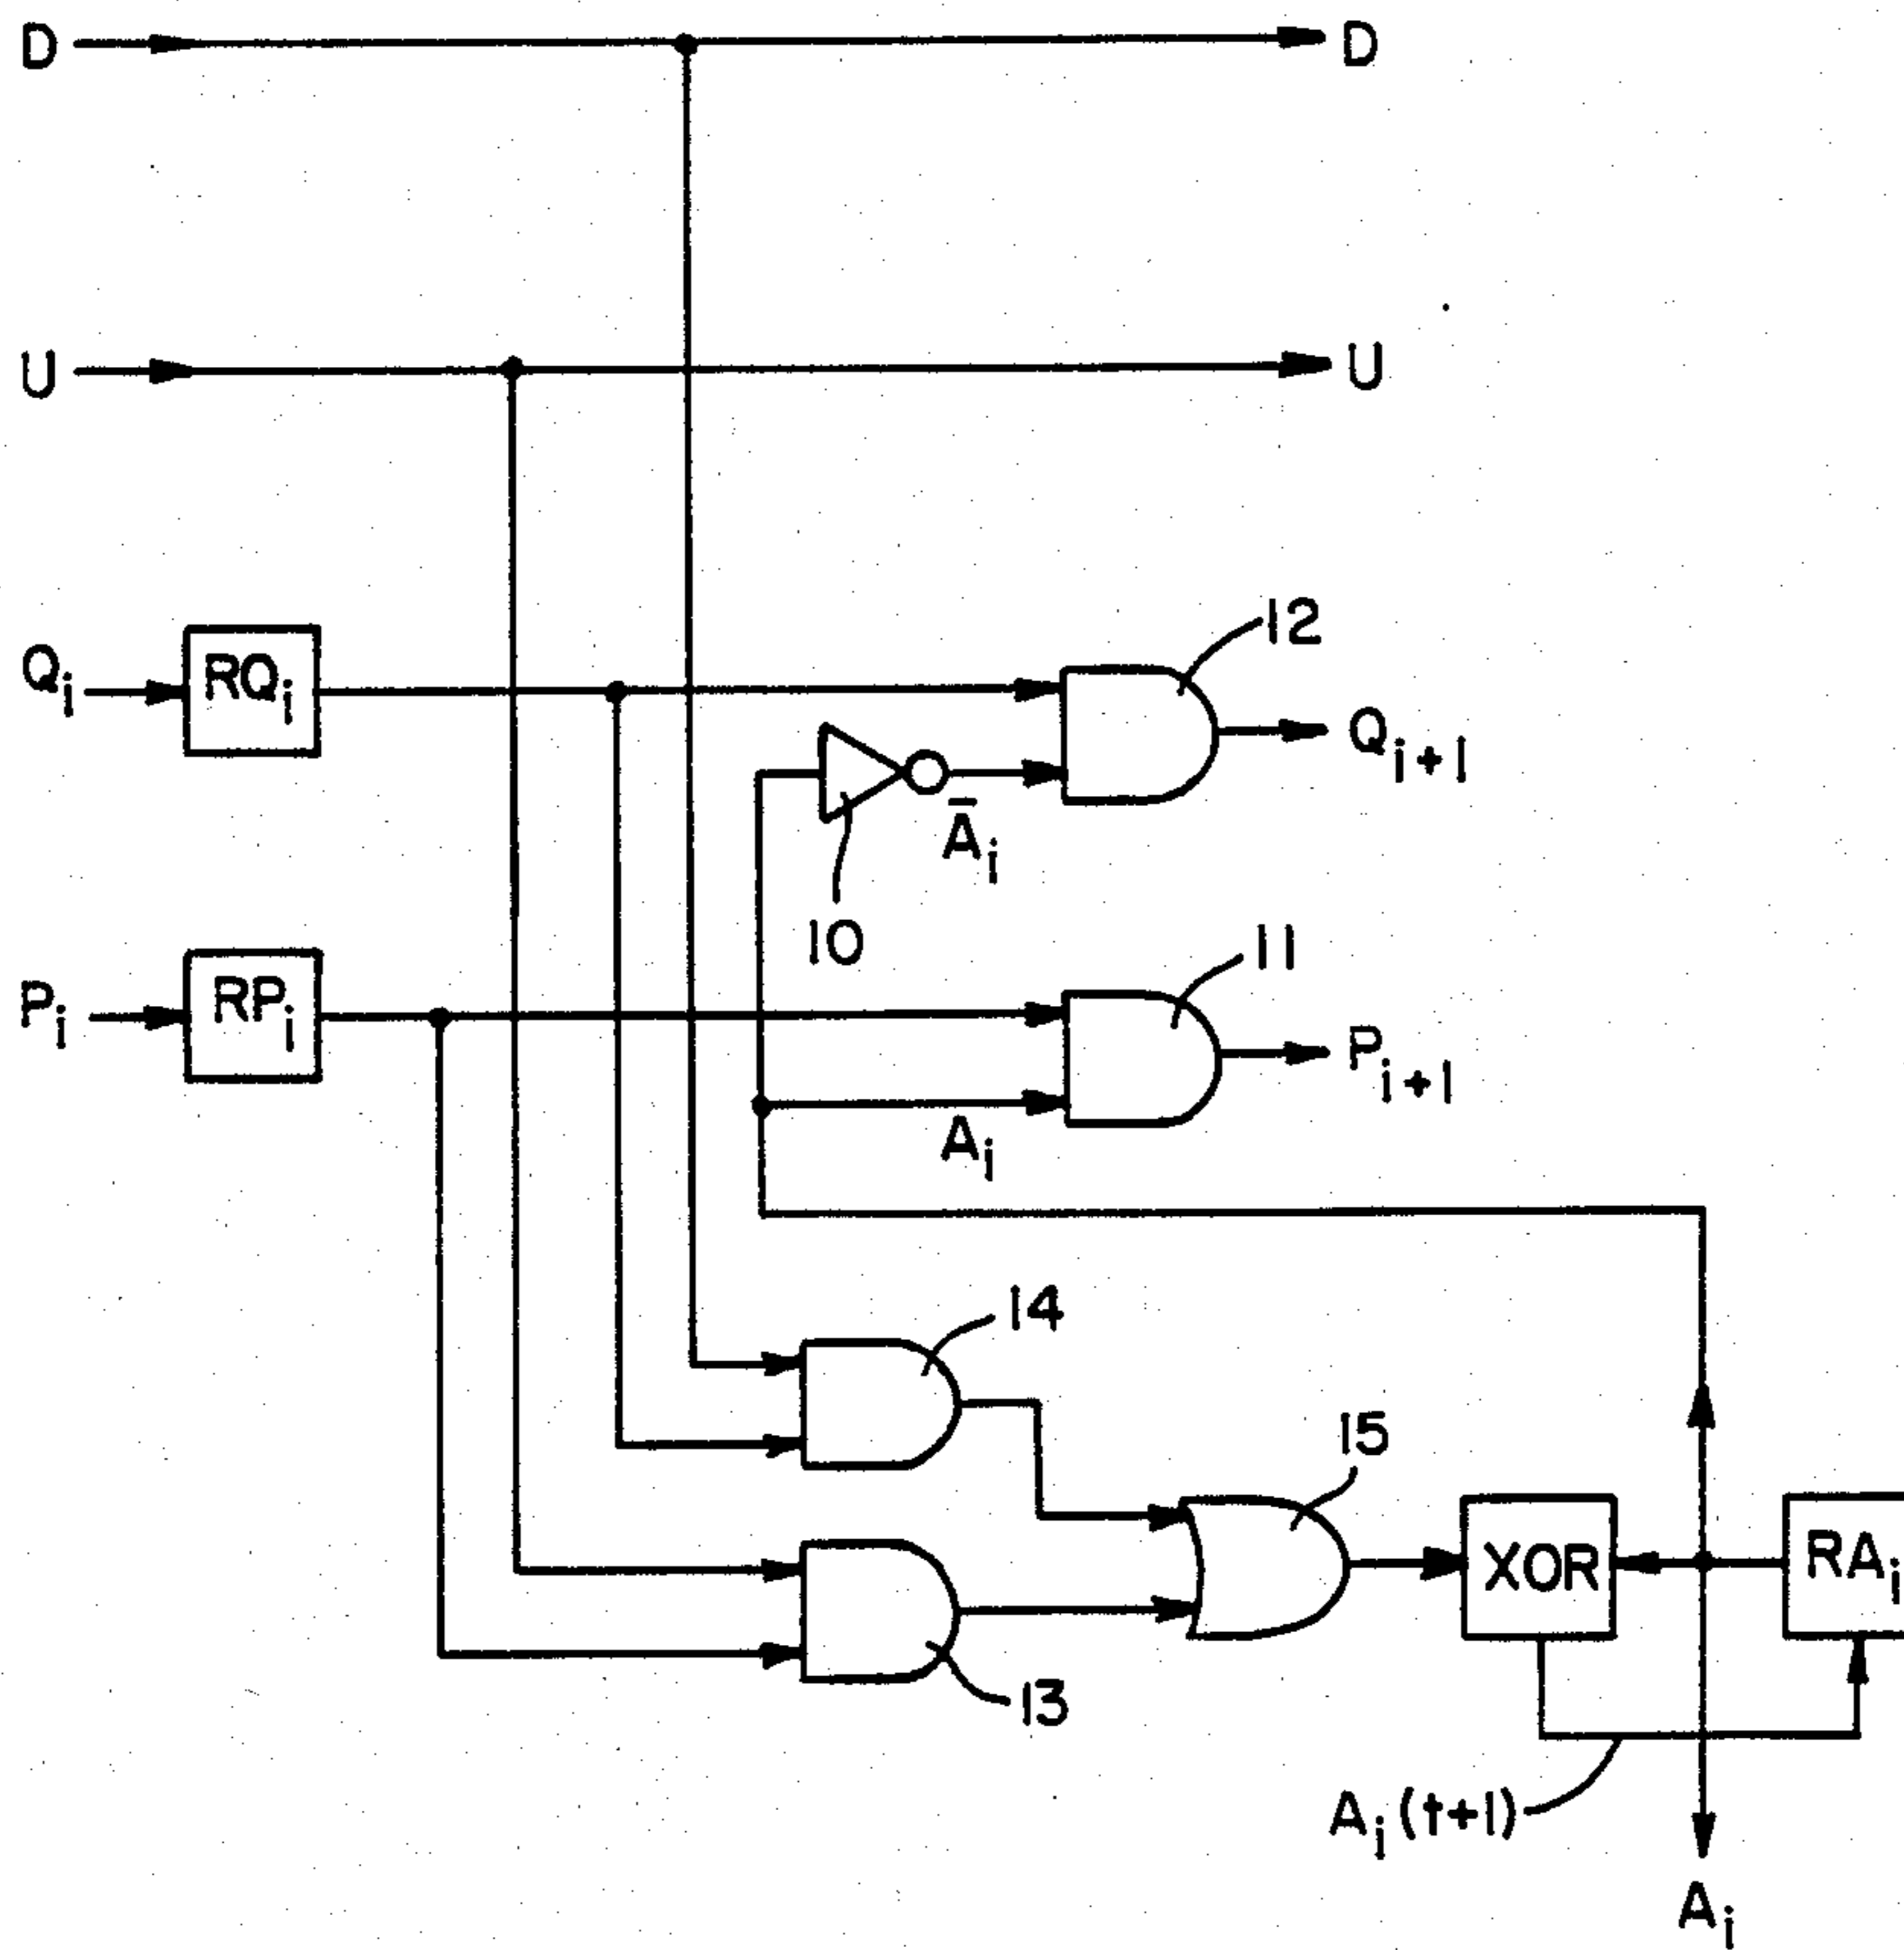 D
D
U
U
12
Qᵢ
RQᵢ
Qᵢ₊₁
Āᵢ
10
11
Pᵢ
RPᵢ
Pᵢ₊₁
Aᵢ
14
15
XOR
RAᵢ
13
Aᵢ(t+1)
Aᵢ